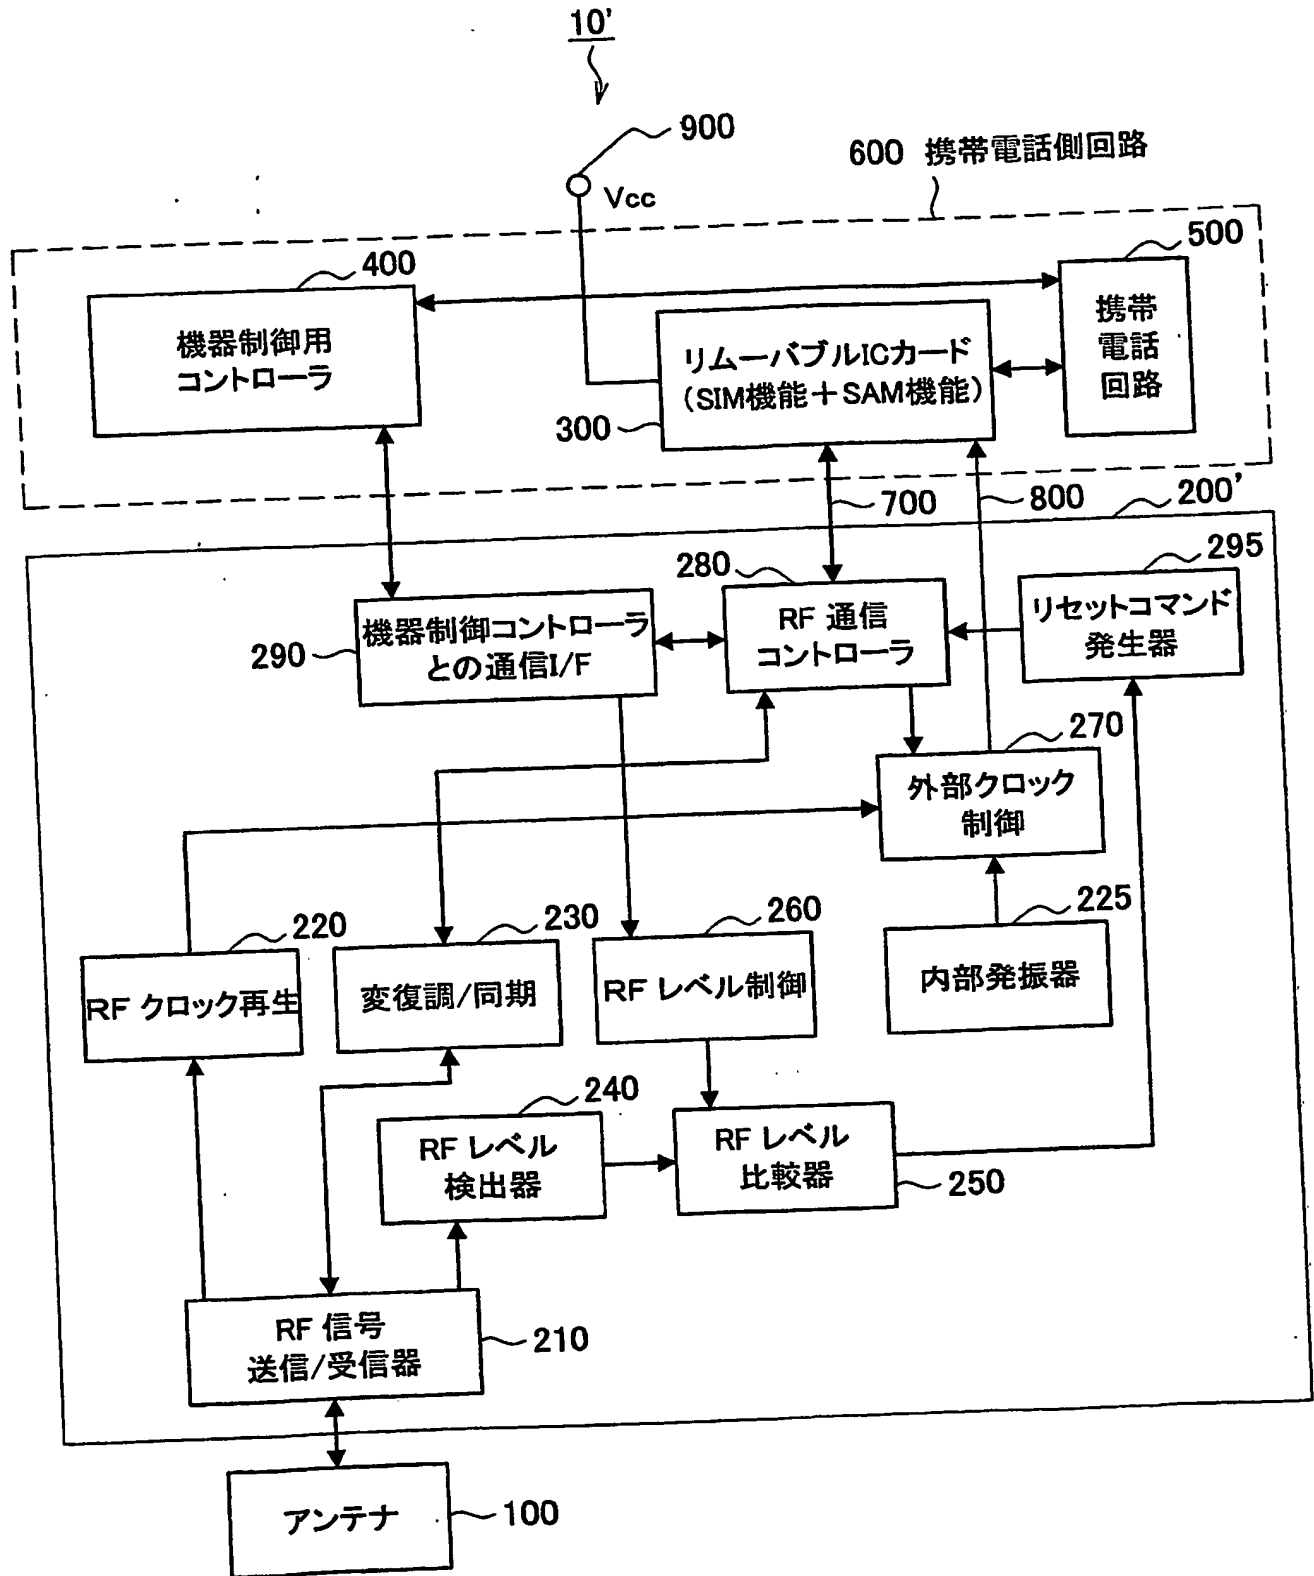 10'
900
Vcc
600 携帯電話側回路
400
500
機器制御用
コントローラ
リムーバブルICカード
(SIM機能+SAM機能)
携帯
電話
回路
300
700
800
200'
280
295
機器制御コントローラ
との通信I/F
290
RF 通信
コントローラ
リセットコマンド
発生器
270
外部クロック
制御
220
230
260
225
RF クロック再生
変復調/同期
RF レベル制御
内部発振器
240
RF レベル
検出器
RF レベル
比較器
250
RF 信号
送信/受信器
210
アンテナ
100